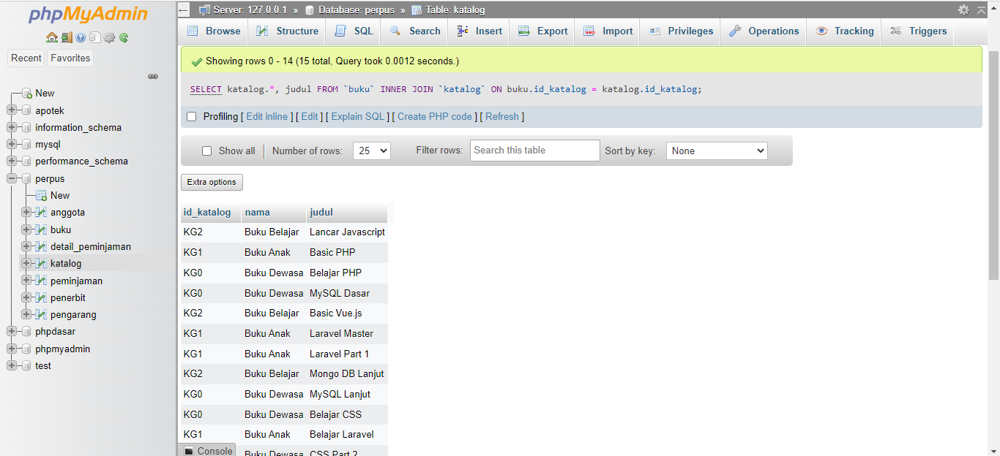 phpMyAdmin
Recent Favorites
New
apotek
information_schema
mysql
performance_schema
perpus
New
anggota
buku
detail_peminjaman
katalog
peminjaman
penerbit
pengarang
phpdasar
phpmyadmin
test
Server: 127.0.0.1 » Database: perpus » Table: katalog
Browse Structure SQL Search Insert Export Import Privileges Operations Tracking Triggers
Showing rows 0 - 14 (15 total, Query took 0.0012 seconds.)
SELECT katalog.*, judul FROM `buku` INNER JOIN `katalog` ON buku.id_katalog = katalog.id_katalog;
Profiling [ Edit inline ] [ Edit ] [ Explain SQL ] [ Create PHP code ] [ Refresh ]
Show all Number of rows: 25 Filter rows: Search this table Sort by key: None
Extra options
id_katalog nama judul
KG2 Buku Belajar Lancar Javascript
KG1 Buku Anak Basic PHP
KG0 Buku Dewasa Belajar PHP
KG0 Buku Dewasa MySQL Dasar
KG2 Buku Belajar Basic Vue.js
KG1 Buku Anak Laravel Master
KG1 Buku Anak Laravel Part 1
KG2 Buku Belajar Mongo DB Lanjut
KG0 Buku Dewasa MySQL Lanjut
KG0 Buku Dewasa Belajar CSS
KG1 Buku Anak Belajar Laravel
Buku Dewasa CSS Part 2
Console